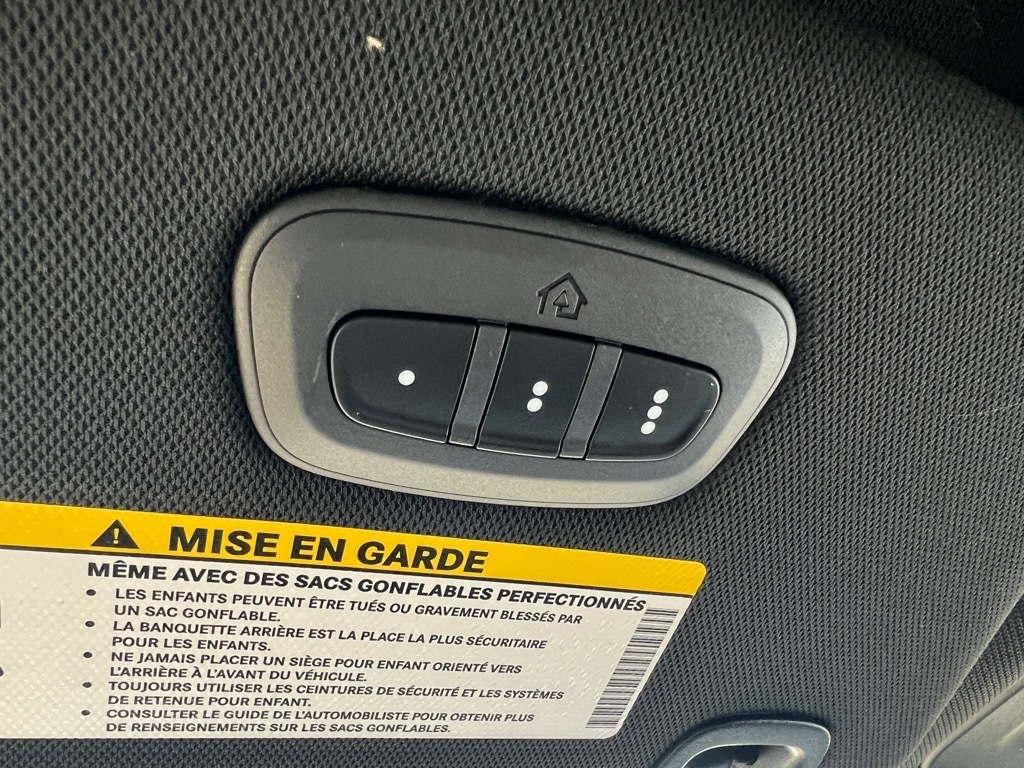 MISE EN GARDE
MÊME AVEC DES SACS GONFLABLES PERFECTIONNÉS
• LES ENFANTS PEUVENT ÊTRE TUÉS OU GRAVEMENT BLESSÉS PAR
UN SAC GONFLABLE.
• LA BANQUETTE ARRIÈRE EST LA PLACE LA PLUS SÉCURITAIRE
POUR LES ENFANTS.
• NE JAMAIS PLACER UN SIÈGE POUR ENFANT ORIENTÉ VERS
L'ARRIÈRE À L'AVANT DU VÉHICULE.
• TOUJOURS UTILISER LES CEINTURES DE SÉCURITÉ ET LES SYSTÈMES
DE RETENUE POUR ENFANT.
• CONSULTER LE GUIDE DE L'AUTOMOBILISTE POUR OBTENIR PLUS
DE RENSEIGNEMENTS SUR LES SACS GONFLABLES.